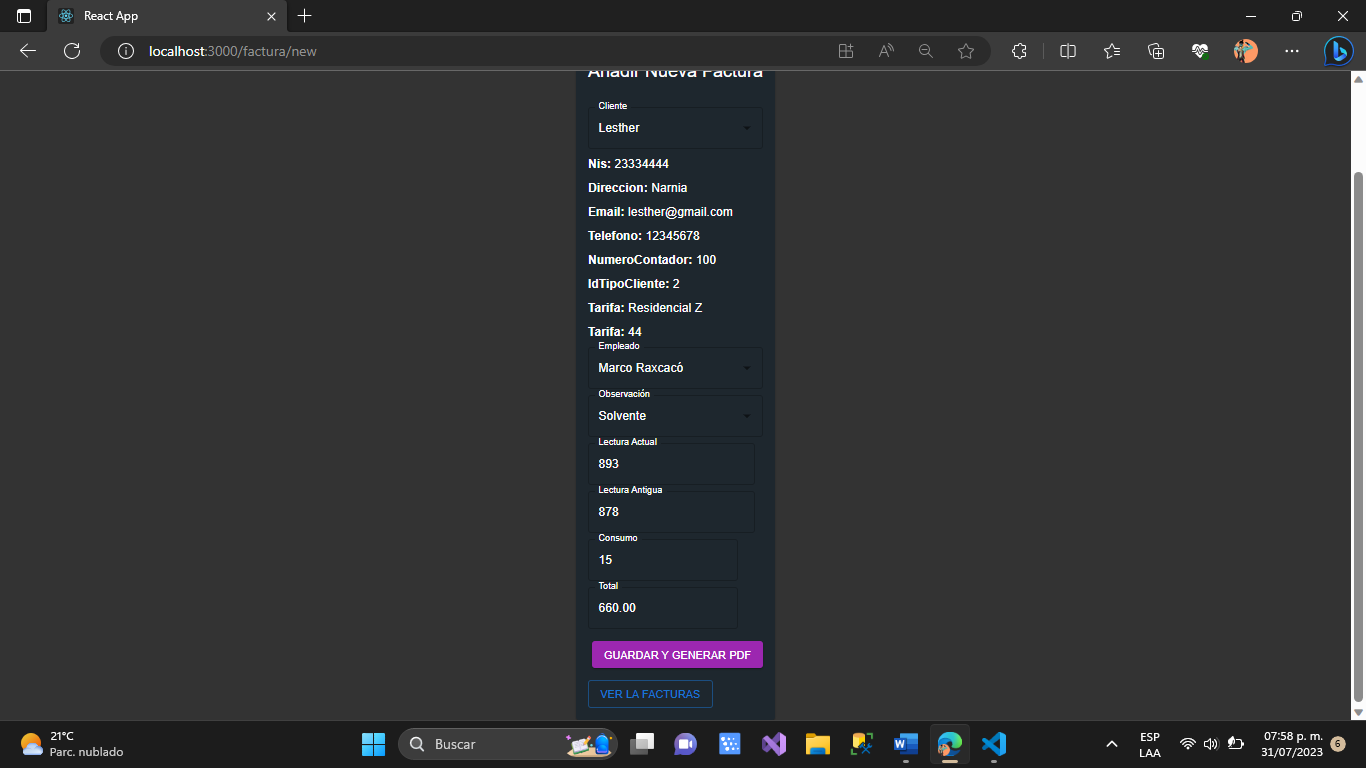 React App
localhost:3000/factura/new
Añadir Nueva Factura
Cliente
Lesther
Nis: 23334444
Direccion: Narnia
Email: lesther@gmail.com
Telefono: 12345678
NumeroContador: 100
IdTipoCliente: 2
Tarifa: Residencial Z
Tarifa: 44
Empleado
Marco Raxcacó
Observación
Solvente
Lectura Actual
893
Lectura Antigua
878
Consumo
15
Total
660.00
GUARDAR Y GENERAR PDF
VER LA FACTURAS
21°C
Parc. nublado
Buscar
ESP
LAA
07:58 p. m.
31/07/2023
6